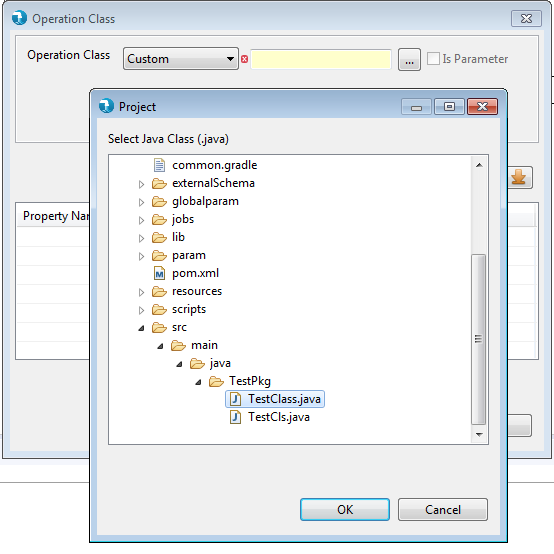 Operation Class
Operation Class Custom ... Is Parameter
Project
Select Java Class (.java)
common.gradle
externalSchema
globalparam
jobs
lib
param
pom.xml
resources
scripts
src
main
java
TestPkg
TestClass.java
TestCls.java
Property Nar
OK Cancel